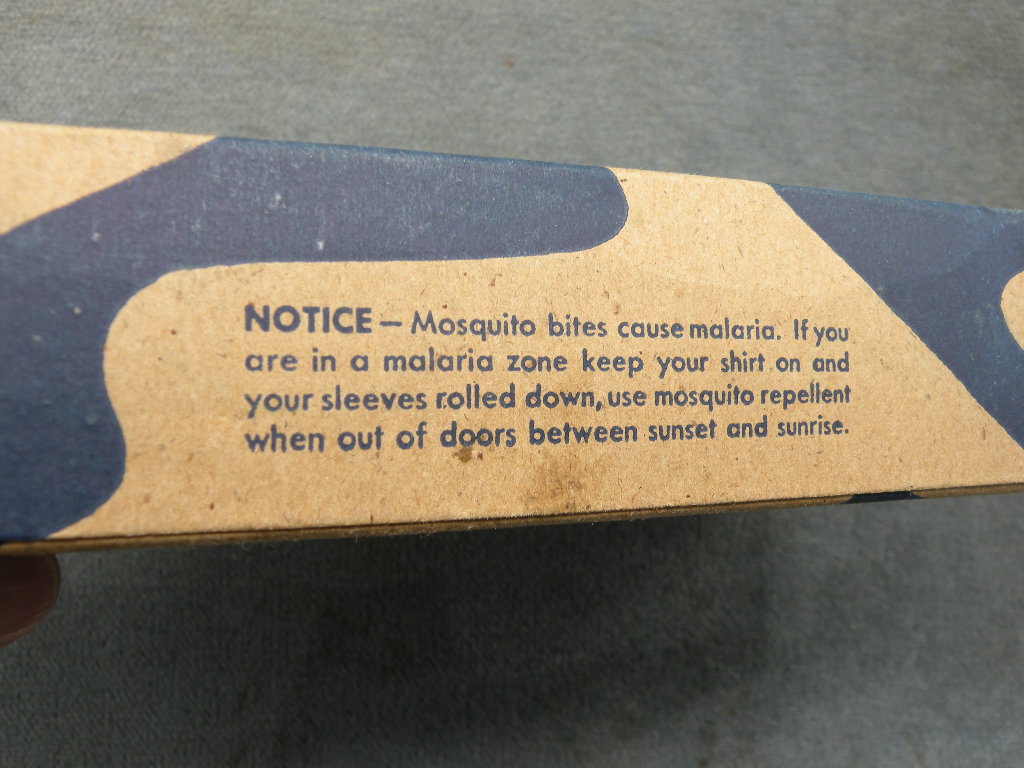 NOTICE – Mosquito bites cause malaria. If you
are in a malaria zone keep your shirt on and
your sleeves rolled down, use mosquito repellent
when out of doors between sunset and sunrise.